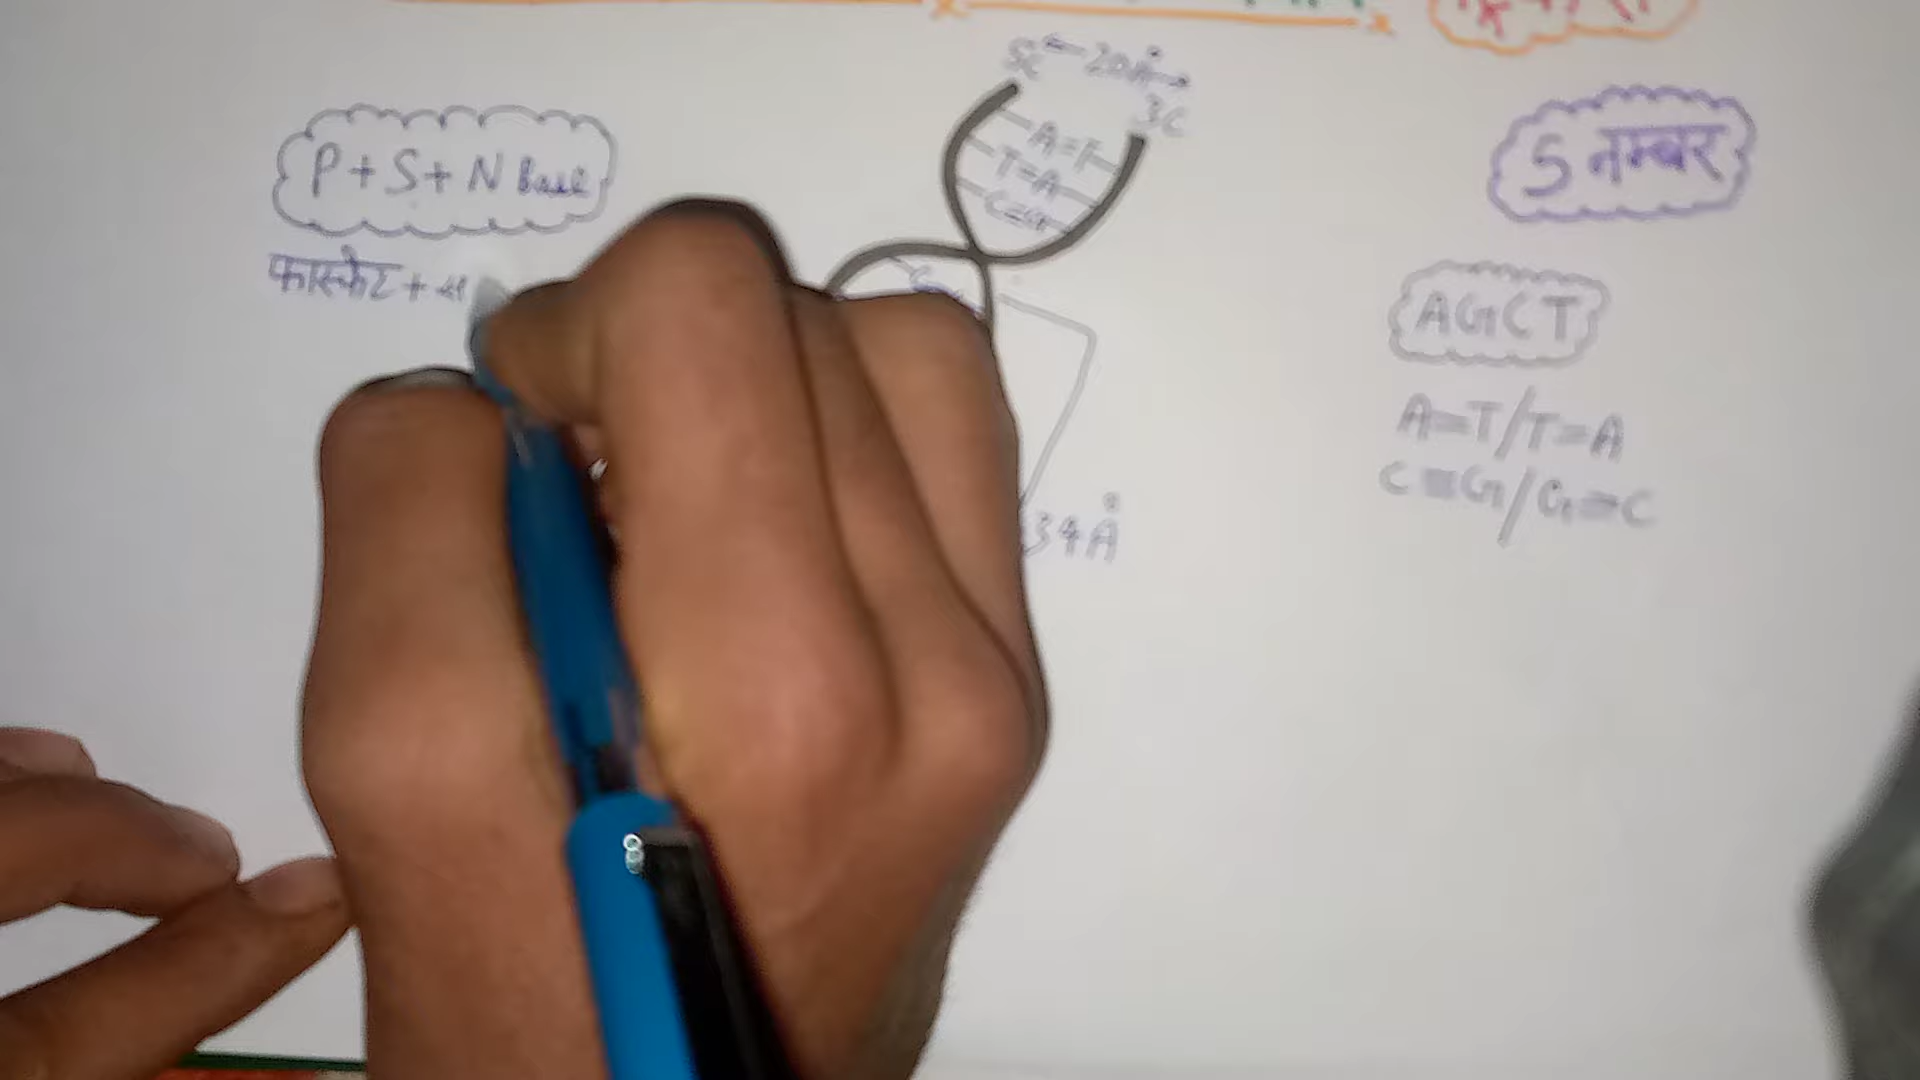 5C ← 20Å →
3C
P+S+N Base
A=T
T=A
C≡G
5 नम्बर
फास्फेट +
AGCT
A=T/T=A
C≡G/G≡C
34Å